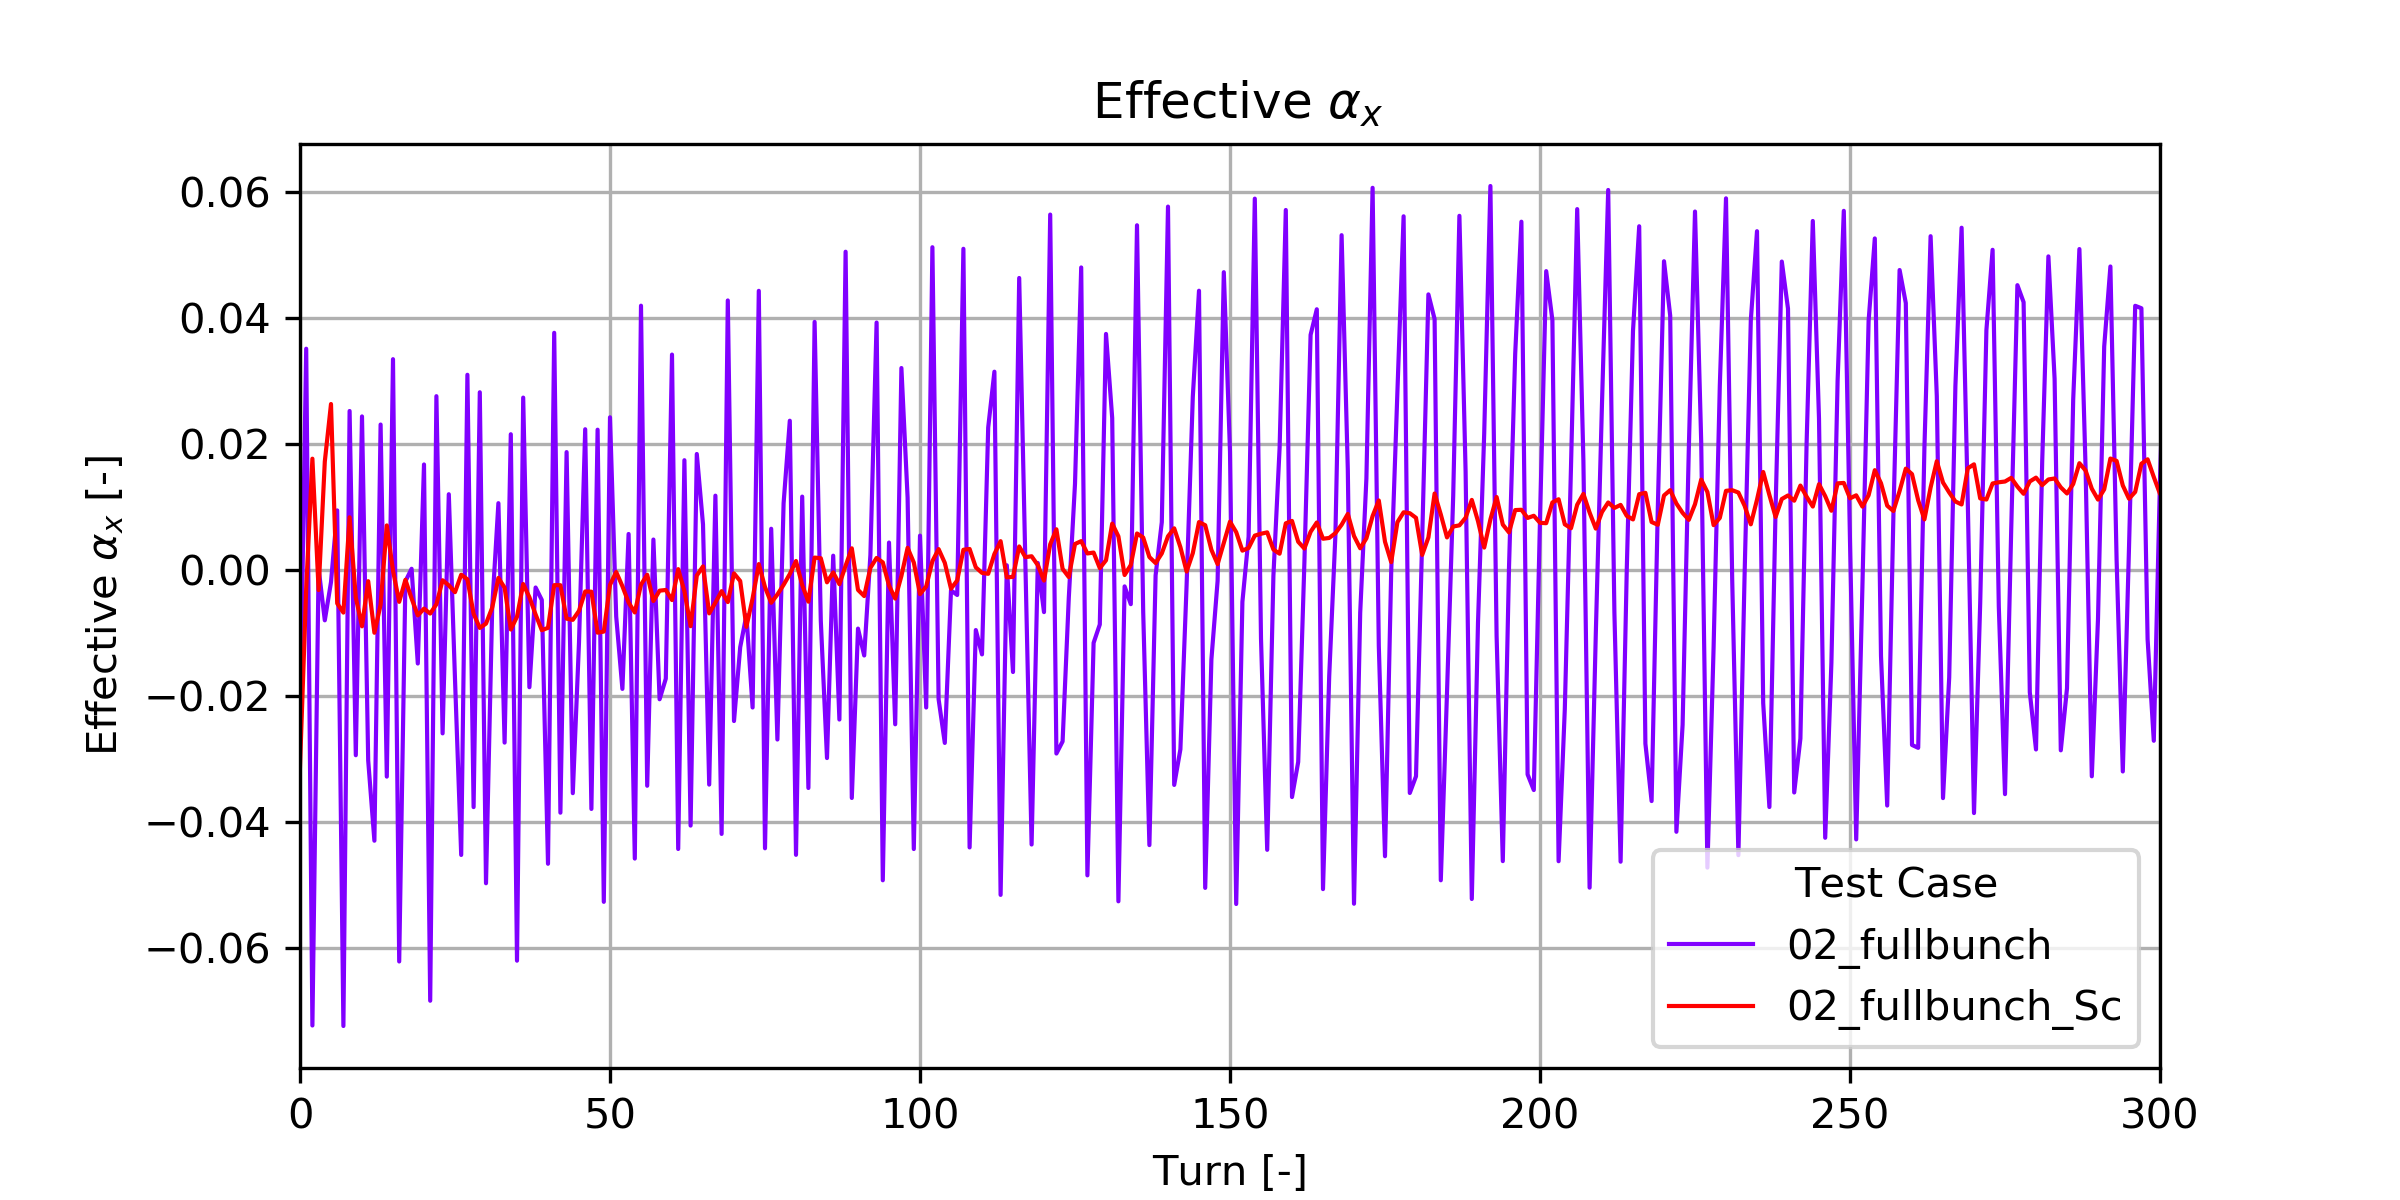 Effective αx
Effective αx [-]
0.06
0.04
0.02
0.00
−0.02
−0.04
−0.06
0 50 100 150 200 250 300
Turn [-]
Test Case
02_fullbunch
02_fullbunch_Sc